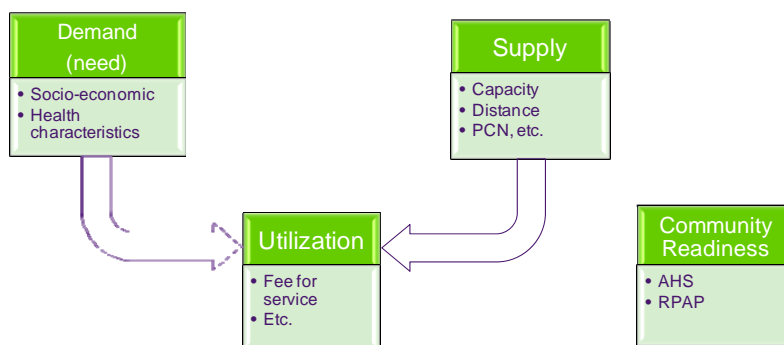 Demand
(need)
• Socio-economic
• Health
characteristics
Supply
• Capacity
• Distance
• PCN, etc.
Utilization
• Fee for
service
• Etc.
Community
Readiness
• AHS
• RPAP